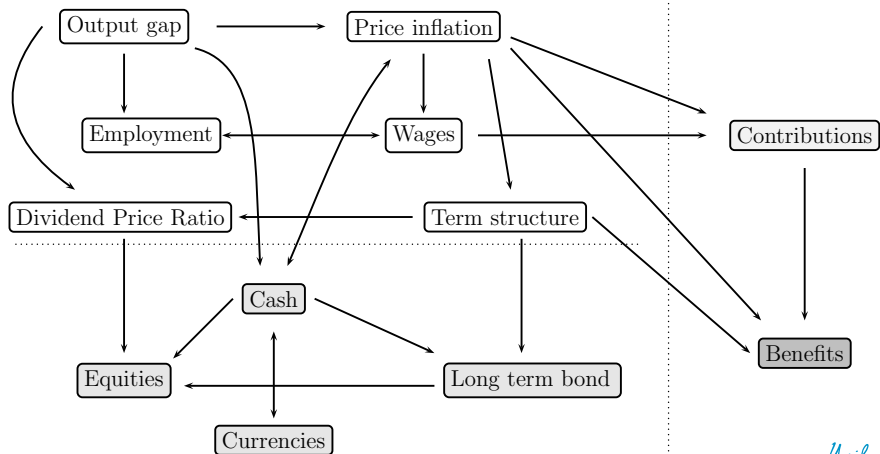 Output gap
Price inflation
Employment
Wages
Contributions
Dividend Price Ratio
Term structure
Cash
Benefits
Equities
Long term bond
Currencies